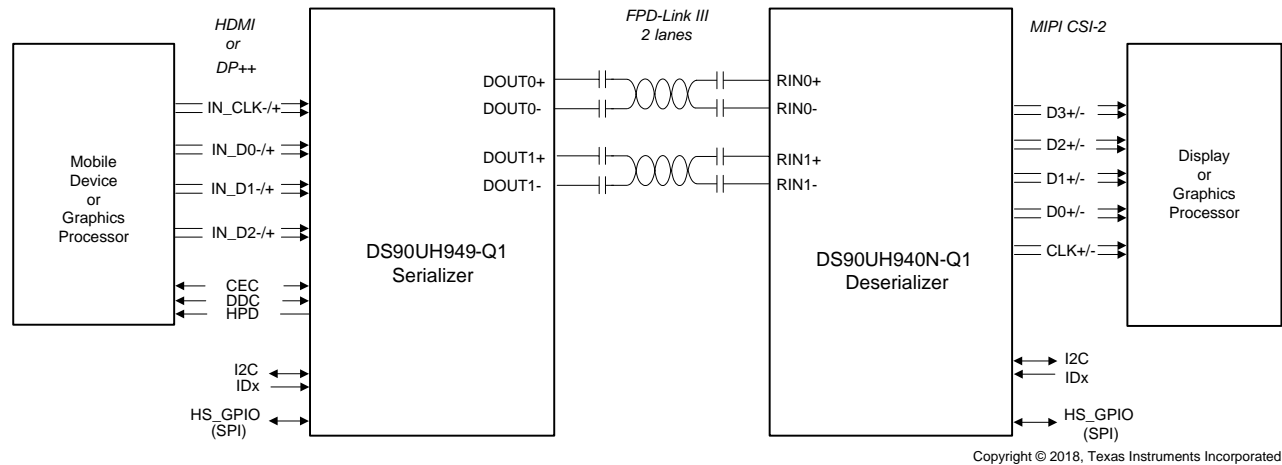 HDMI
or
DP++
FPD-Link III
2 lanes
MIPI CSI-2
Mobile
Device
or
Graphics
Processor
IN_CLK-/+
IN_D0-/+
IN_D1-/+
IN_D2-/+
CEC
DDC
HPD
I2C
IDx
HS_GPIO
(SPI)
DOUT0+
DOUT0-
DOUT1+
DOUT1-
DS90UH949-Q1
Serializer
RIN0+
RIN0-
RIN1+
RIN1-
DS90UH940N-Q1
Deserializer
D3+/-
D2+/-
D1+/-
D0+/-
CLK+/-
I2C
IDx
HS_GPIO
(SPI)
Display
or
Graphics
Processor
Copyright © 2018, Texas Instruments Incorporated